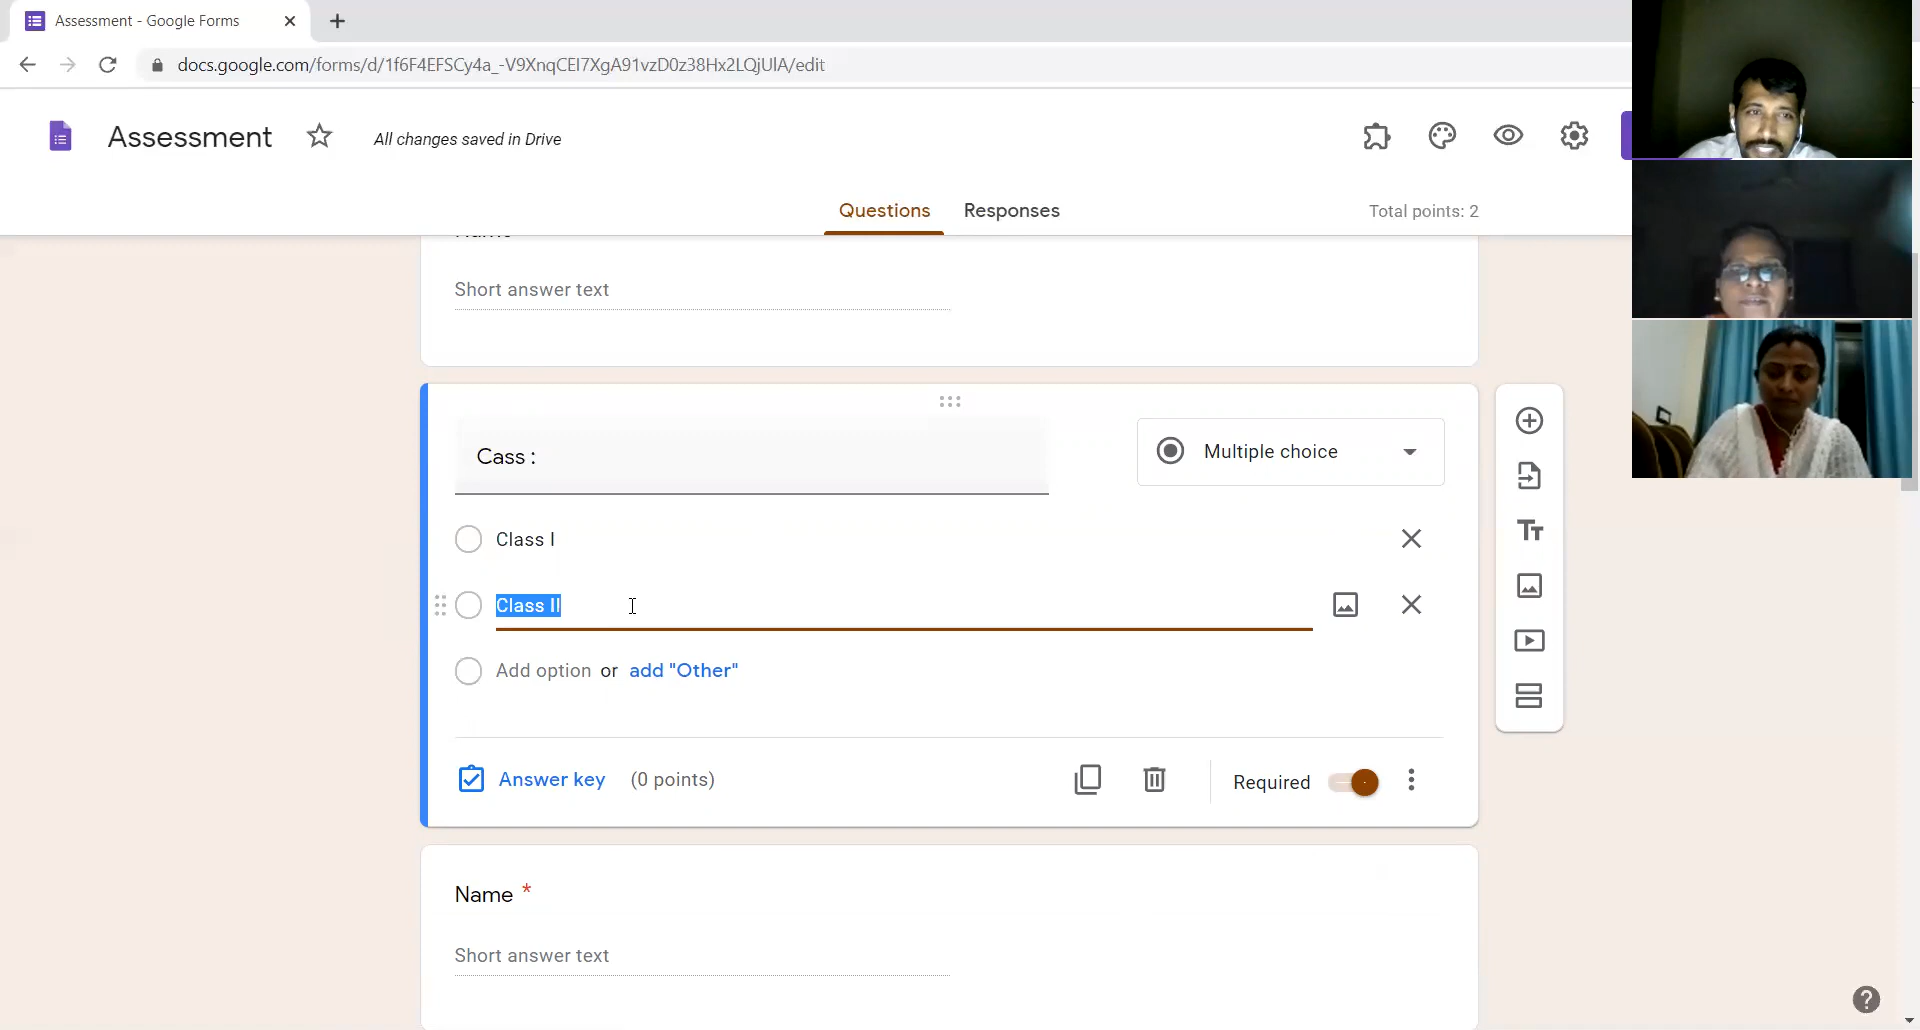 Assessment - Google Forms
docs.google.com/forms/d/1f6F4EFSCy4a_-V9XnqCEI7XgA91vzD0z38Hx2LQjUlA/edit
Assessment
All changes saved in Drive
Questions
Responses
Total points: 2
Short answer text
Cass :
Multiple choice
Class I
Class II
Add option or add "Other"
Answer key (0 points)
Required
Name *
Short answer text